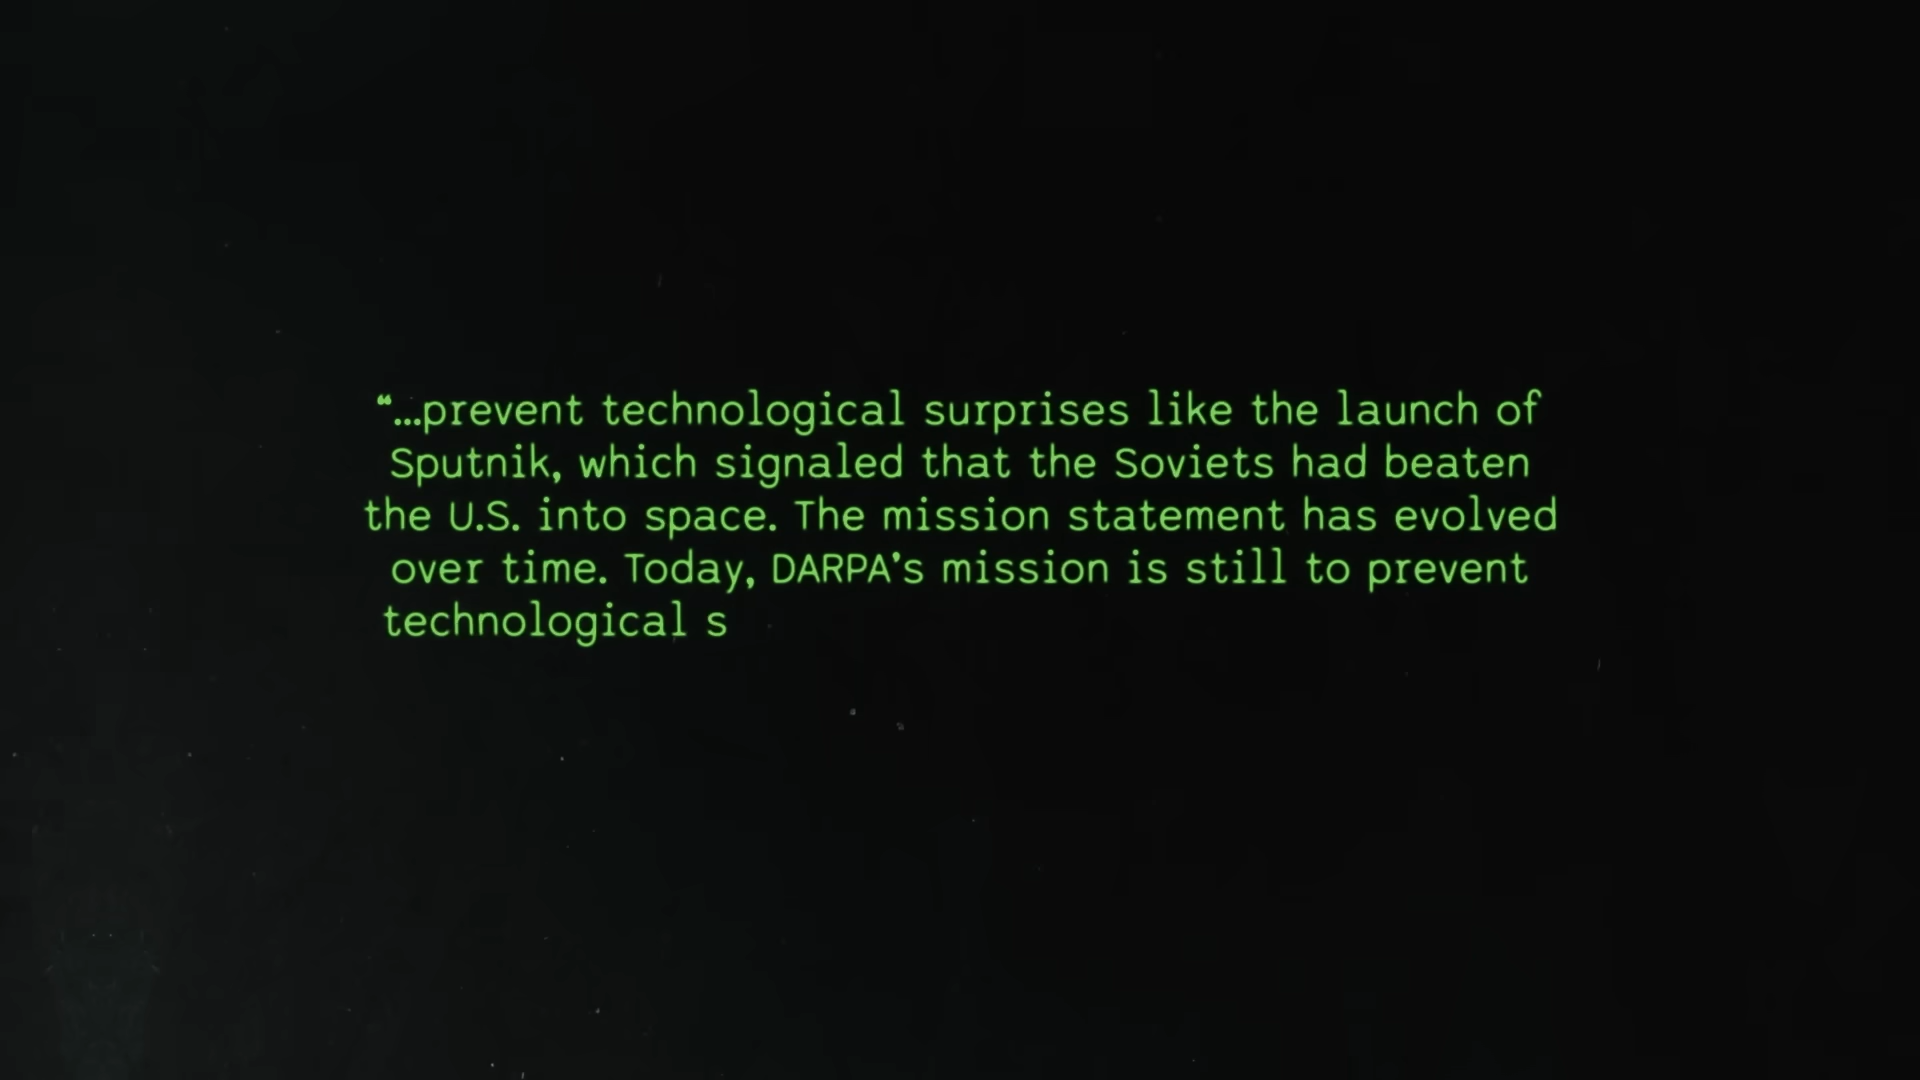 “...prevent technological surprises like the launch of
Sputnik, which signaled that the Soviets had beaten
the U.S. into space. The mission statement has evolved
over time. Today, DARPA’s mission is still to prevent
technological s